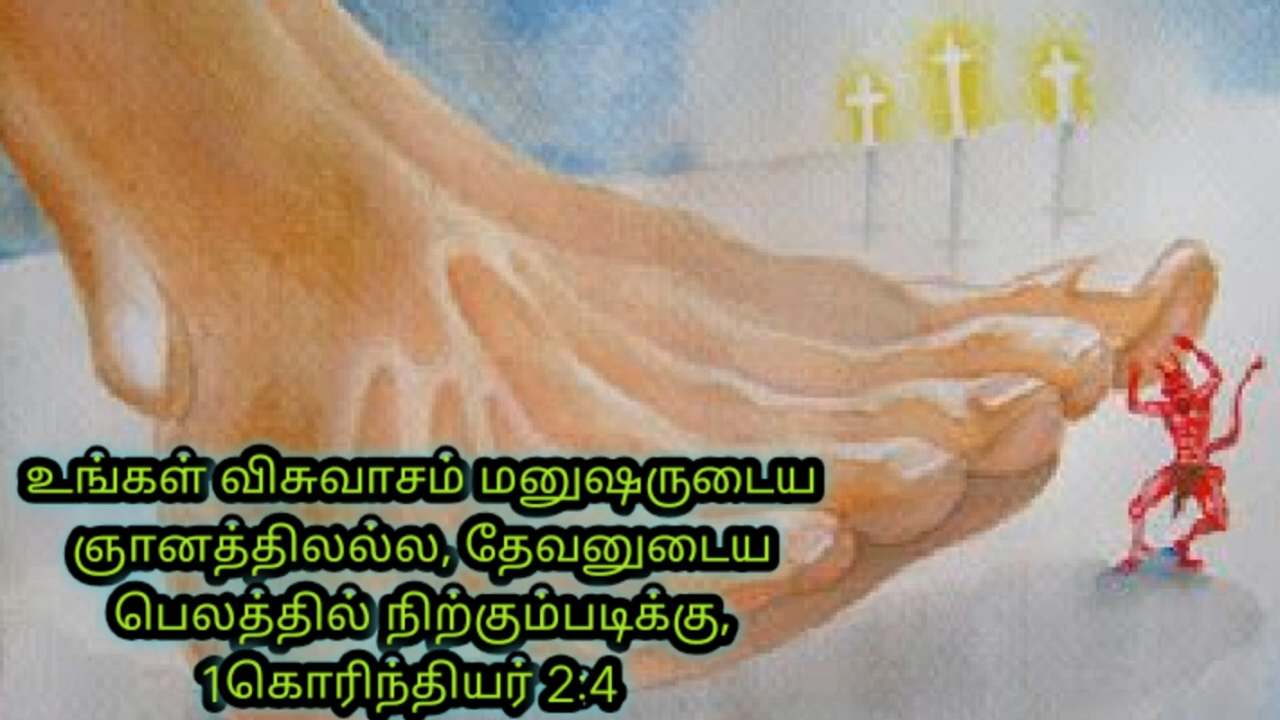 உங்கள் விசுவாசம் மனுஷருடைய
ஞானத்திலல்ல, தேவனுடைய
பெலத்தில் நிற்கும்படிக்கு,
1கொரிந்தியர் 2:4